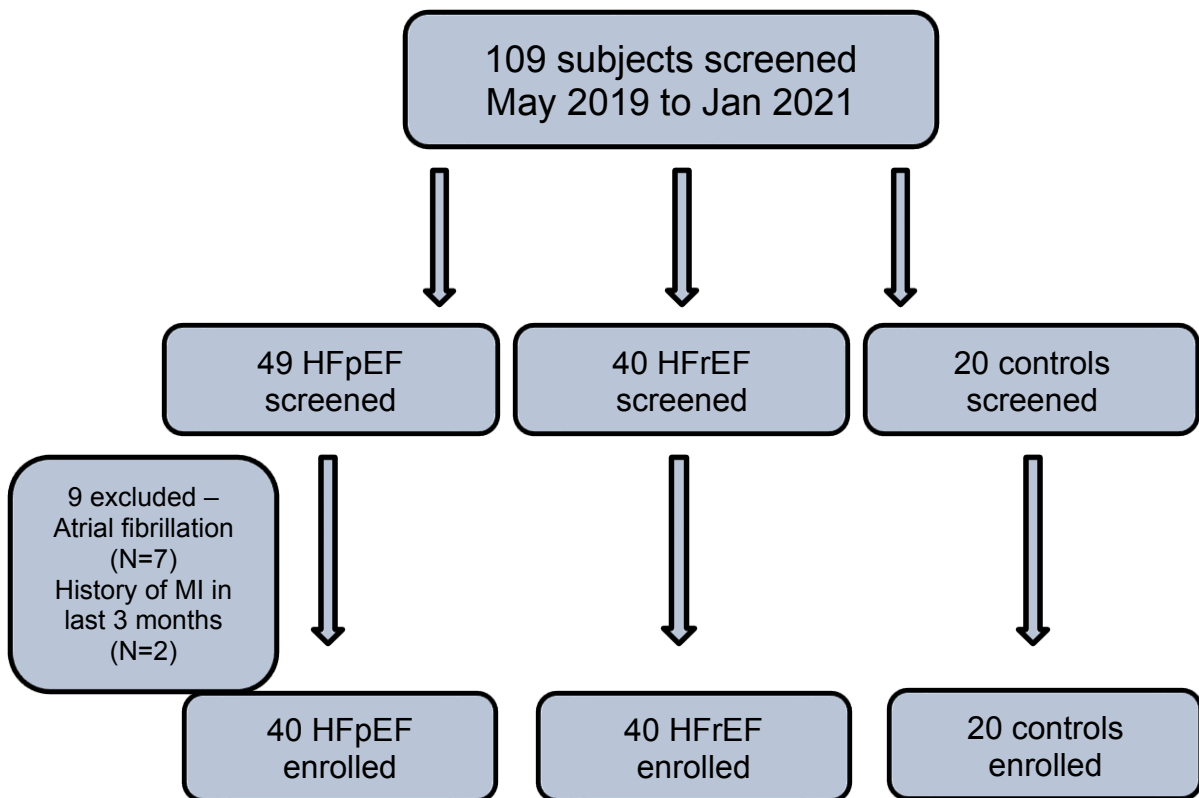 109 subjects screened
May 2019 to Jan 2021
49 HFpEF
screened
40 HFrEF
screened
20 controls
screened
9 excluded –
Atrial fibrillation
(N=7)
History of MI in
last 3 months
(N=2)
40 HFpEF
enrolled
40 HFrEF
enrolled
20 controls
enrolled